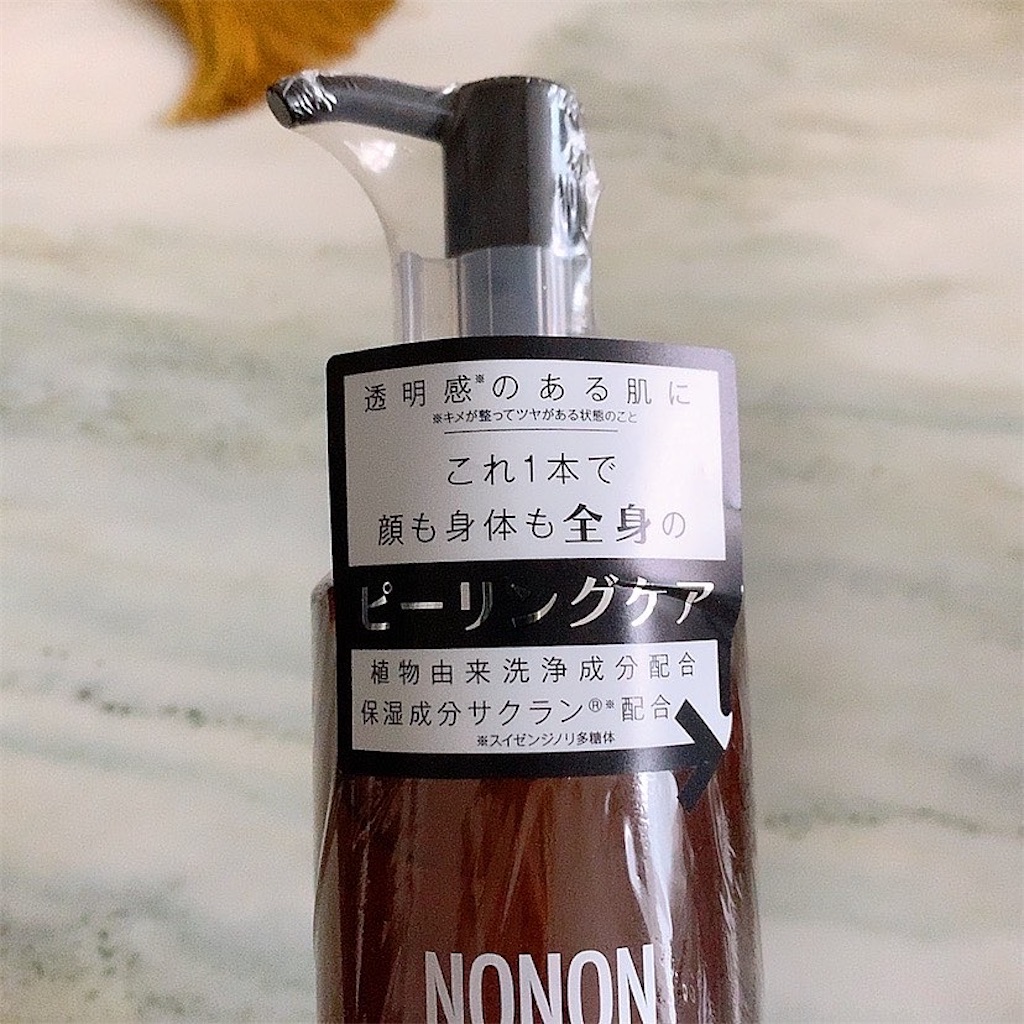 透明感※のある肌に
※キメが整ってツヤがある状態のこと
これ1本で
顔も身体も全身の
ピーリングケア
植物由来洗浄成分配合
保湿成分サクラン®※配合
※スイゼンジノリ多糖体
NONON